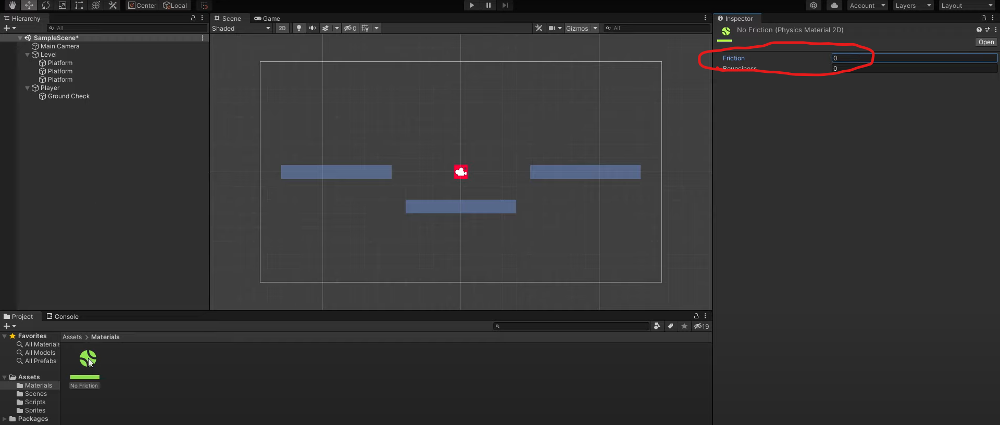 Center
Local
Account
Layers
Layout
Hierarchy
All
SampleScene*
Main Camera
Level
Platform
Platform
Platform
Player
Ground Check
Scene
Game
Shaded
2D
0
Gizmos
All
Inspector
No Friction (Physics Material 2D)
Open
Friction
0
Bounciness
0
Project
Console
19
Favorites
All Materials
All Models
All Prefabs
Assets
Materials
Scenes
Scripts
Sprites
Packages
Assets > Materials
No Friction